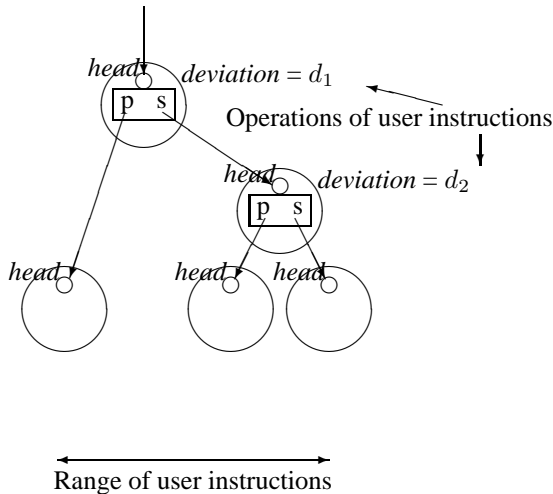 head
deviation = d₁
p s
Operations of user instructions
head
deviation = d₂
p s
head
head
head
Range of user instructions